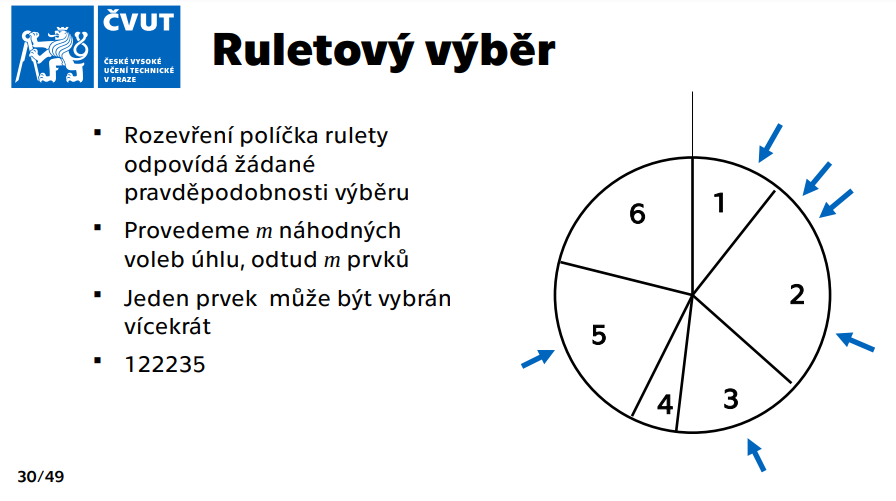 ČVUT
ČESKÉ VYSOKÉ
UČENÍ TECHNICKÉ
V PRAZE
Ruletový výběr
▪ Rozevření políčka rulety
odpovídá žádané
pravděpodobnosti výběru
▪ Provedeme m náhodných
voleb úhlu, odtud m prvků
▪ Jeden prvek  může být vybrán
vícekrát
▪ 122235
1
2
3
4
5
6
30/49